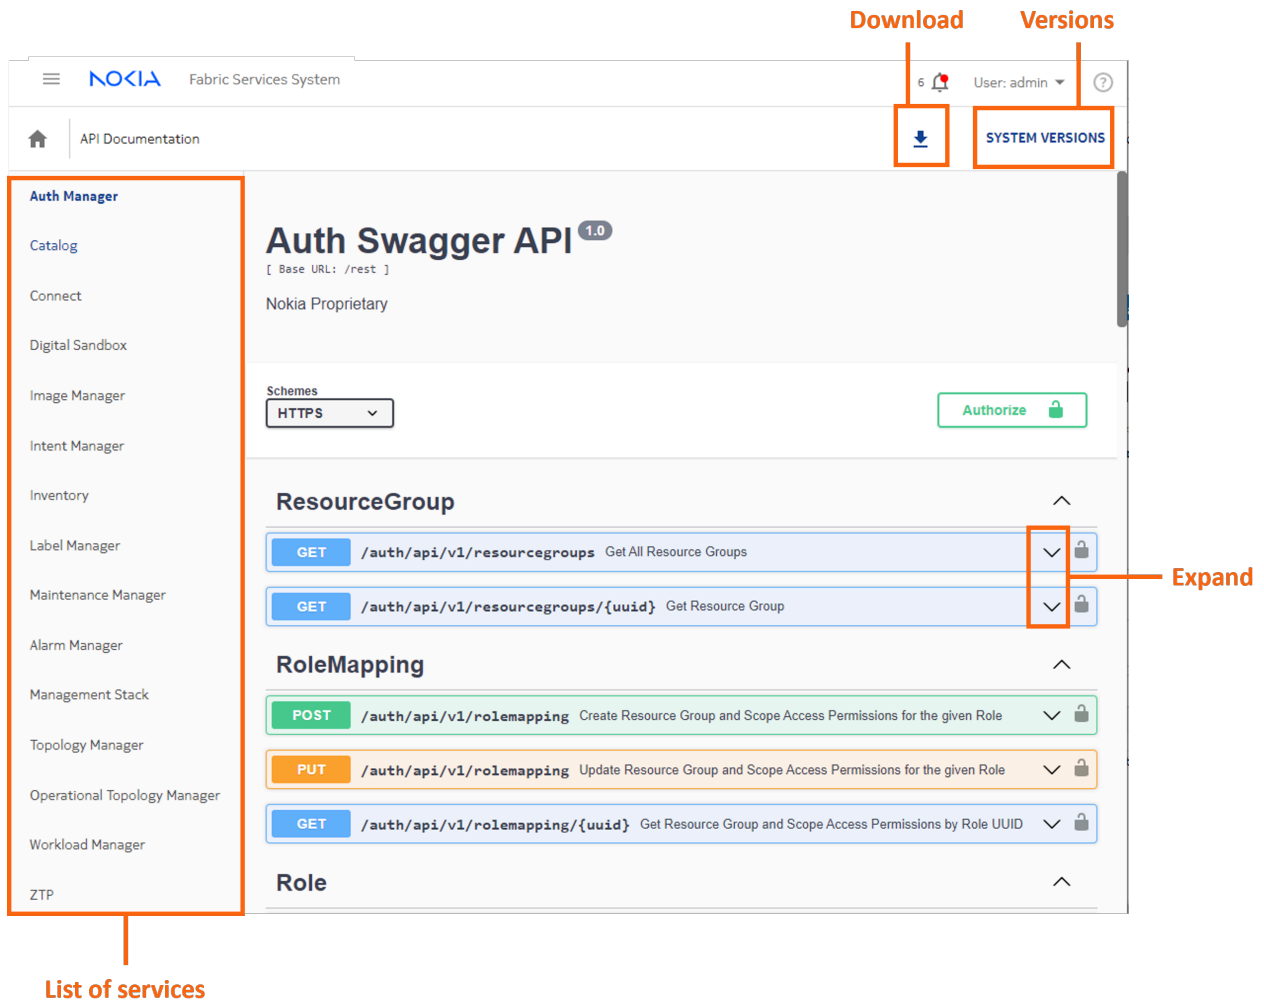 Download
Versions
NOKIA
Fabric Services System
6
User: admin
?
API Documentation
SYSTEM VERSIONS
Auth Manager
Catalog
Connect
Digital Sandbox
Image Manager
Intent Manager
Inventory
Label Manager
Maintenance Manager
Alarm Manager
Management Stack
Topology Manager
Operational Topology Manager
Workload Manager
ZTP
Auth Swagger API 1.0
[ Base URL: /rest ]
Nokia Proprietary
Schemes
HTTPS
Authorize
ResourceGroup
GET /auth/api/v1/resourcegroups Get All Resource Groups
GET /auth/api/v1/resourcegroups/{uuid} Get Resource Group
Expand
RoleMapping
POST /auth/api/v1/rolemapping Create Resource Group and Scope Access Permissions for the given Role
PUT /auth/api/v1/rolemapping Update Resource Group and Scope Access Permissions for the given Role
GET /auth/api/v1/rolemapping/{uuid} Get Resource Group and Scope Access Permissions by Role UUID
Role
List of services